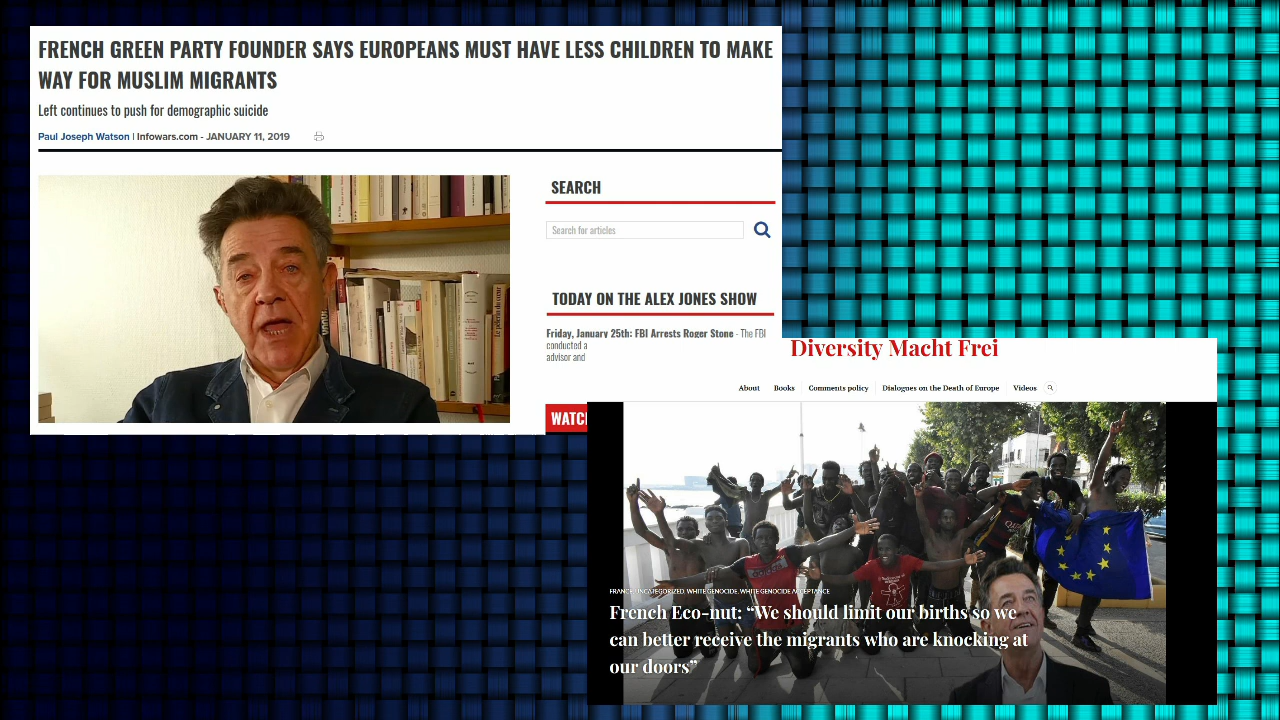 FRENCH GREEN PARTY FOUNDER SAYS EUROPEANS MUST HAVE LESS CHILDREN TO MAKE
WAY FOR MUSLIM MIGRANTS
Left continues to push for demographic suicide
Paul Joseph Watson | Infowars.com - JANUARY 11, 2019
SEARCH
Search for articles
TODAY ON THE ALEX JONES SHOW
Friday, January 25th: FBI Arrests Roger Stone - The FBI
conducted a
advisor and
WATC
Diversity Macht Frei
About Books Comments policy Dialogues on the Death of Europe Videos
FRANCE, UNCATEGORIZED, WHITE GENOCIDE, WHITE GENOCIDE ACCEPTANCE
French Eco-nut: “We should limit our births so we
can better receive the migrants who are knocking at
our doors”